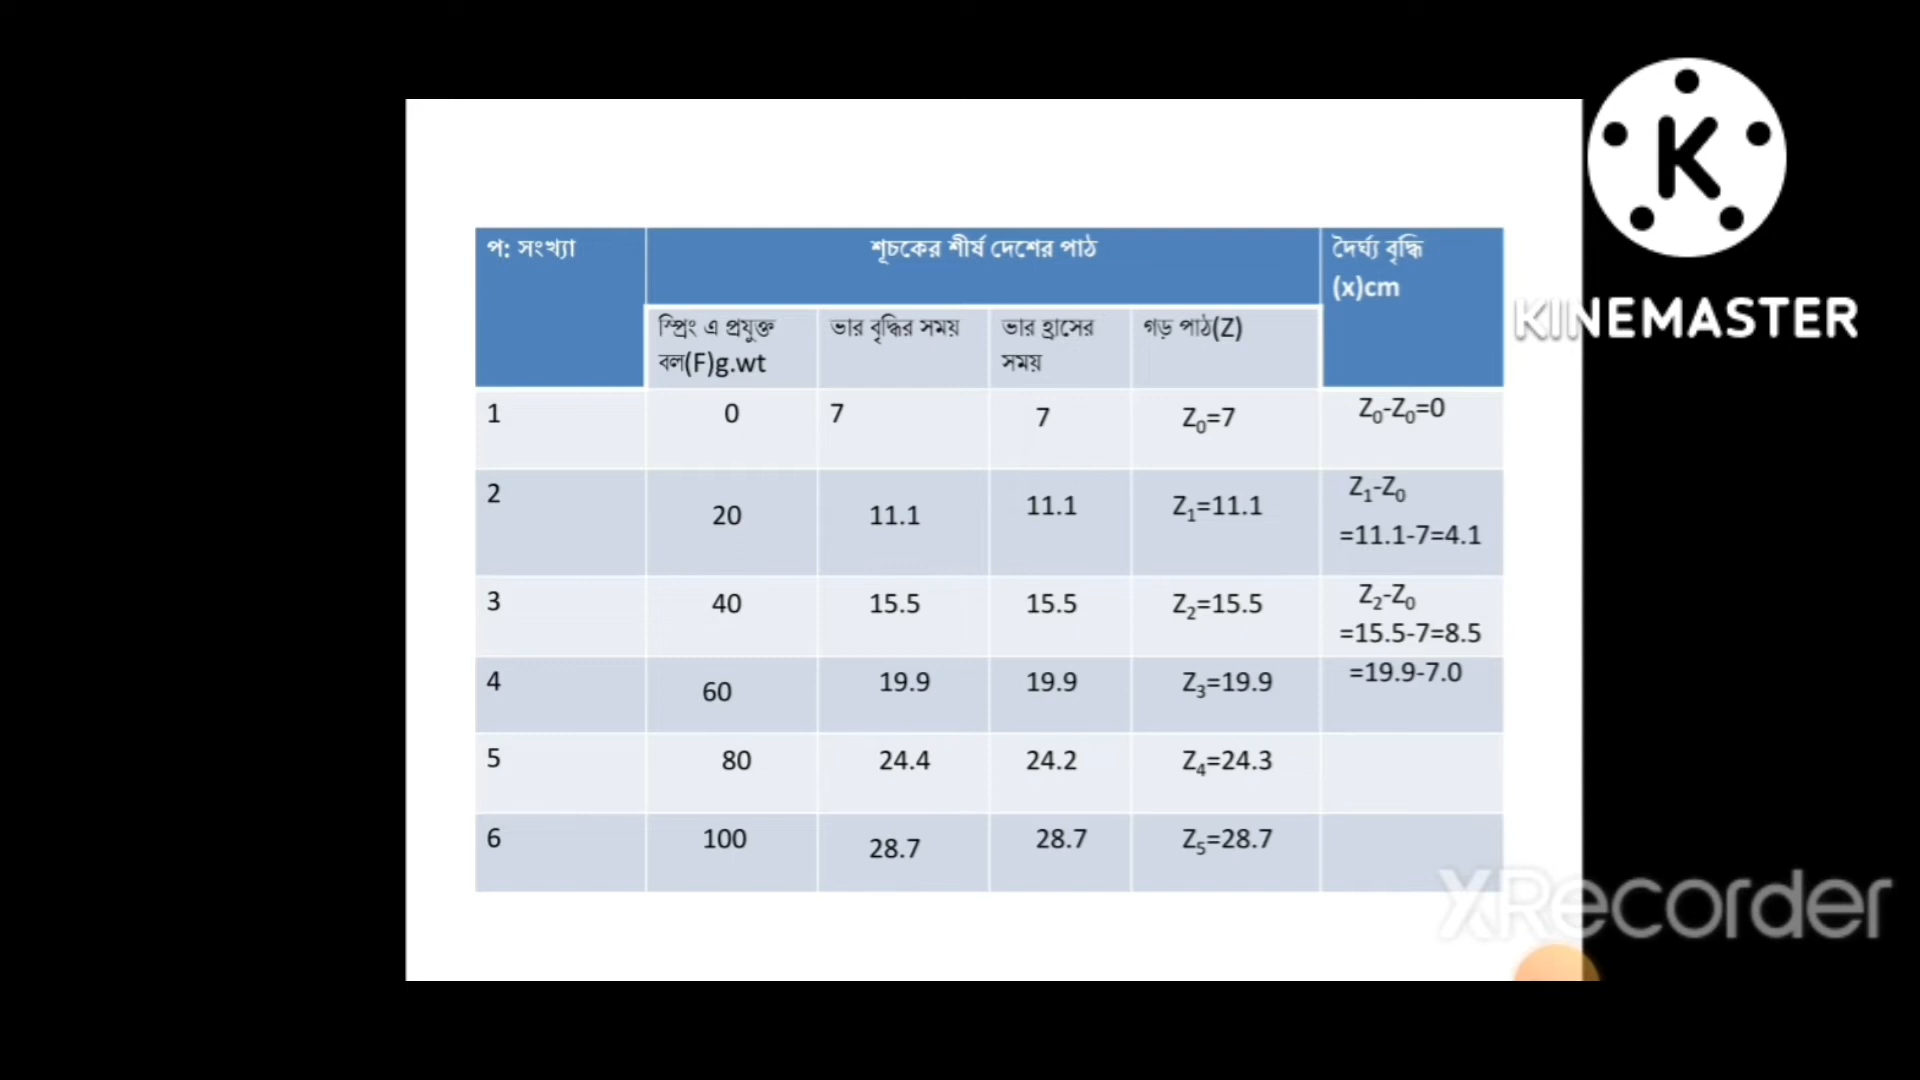 প: সংখ্যা শূচকের শীর্ষ দেশের পাঠ দৈর্ঘ্য বৃদ্ধি
(x)cm
স্প্রিং এ প্রযুক্ত ভার বৃদ্ধির সময় ভার হ্রাসের গড় পাঠ(Z)
বল(F)g.wt সময়
1 0 7 7 Z₀=7 Z₀-Z₀=0
2 20 11.1 11.1 Z₁=11.1 Z₁-Z₀
=11.1-7=4.1
3 40 15.5 15.5 Z₂=15.5 Z₂-Z₀
=15.5-7=8.5
4 60 19.9 19.9 Z₃=19.9 =19.9-7.0
5 80 24.4 24.2 Z₄=24.3
6 100 28.7 28.7 Z₅=28.7
K
KINEMASTER
XRecorder